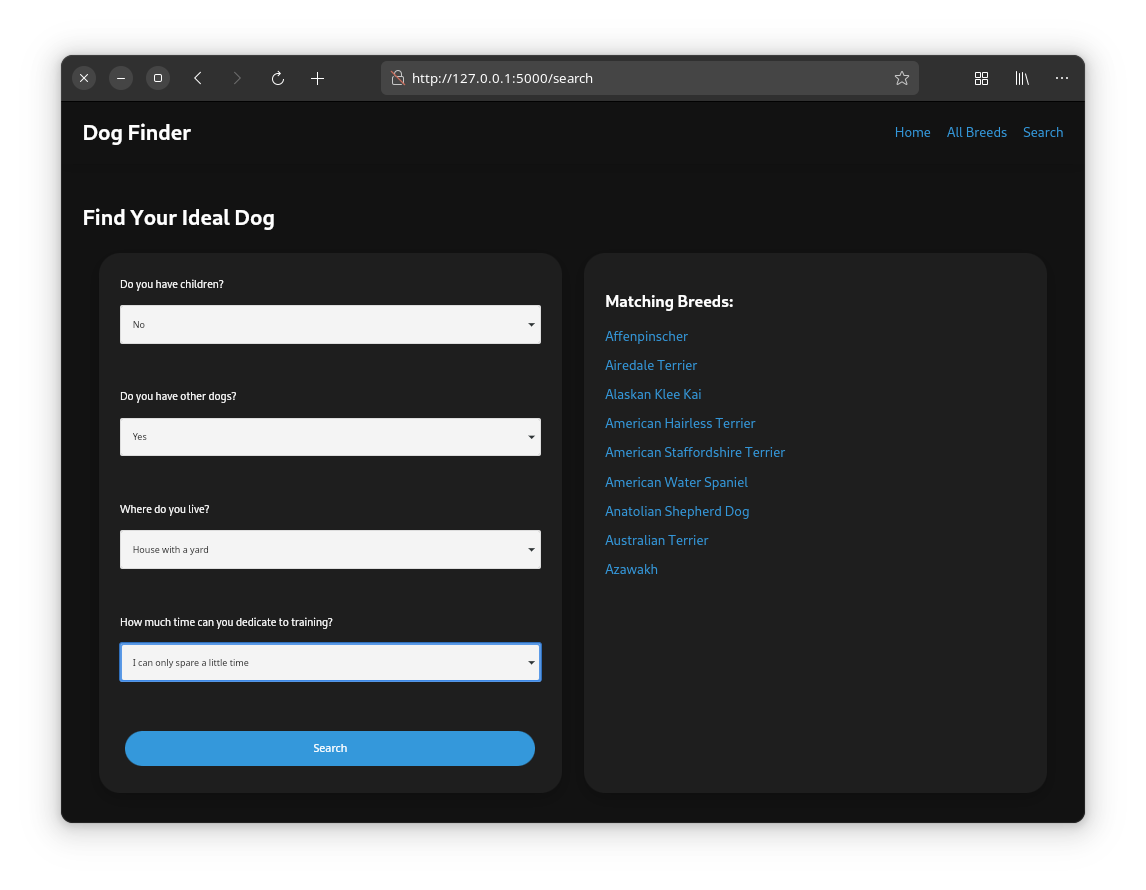 http://127.0.0.1:5000/search
Dog Finder
Home All Breeds Search
Find Your Ideal Dog
Do you have children?
No
Do you have other dogs?
Yes
Where do you live?
House with a yard
How much time can you dedicate to training?
I can only spare a little time
Search
Matching Breeds:
Affenpinscher
Airedale Terrier
Alaskan Klee Kai
American Hairless Terrier
American Staffordshire Terrier
American Water Spaniel
Anatolian Shepherd Dog
Australian Terrier
Azawakh